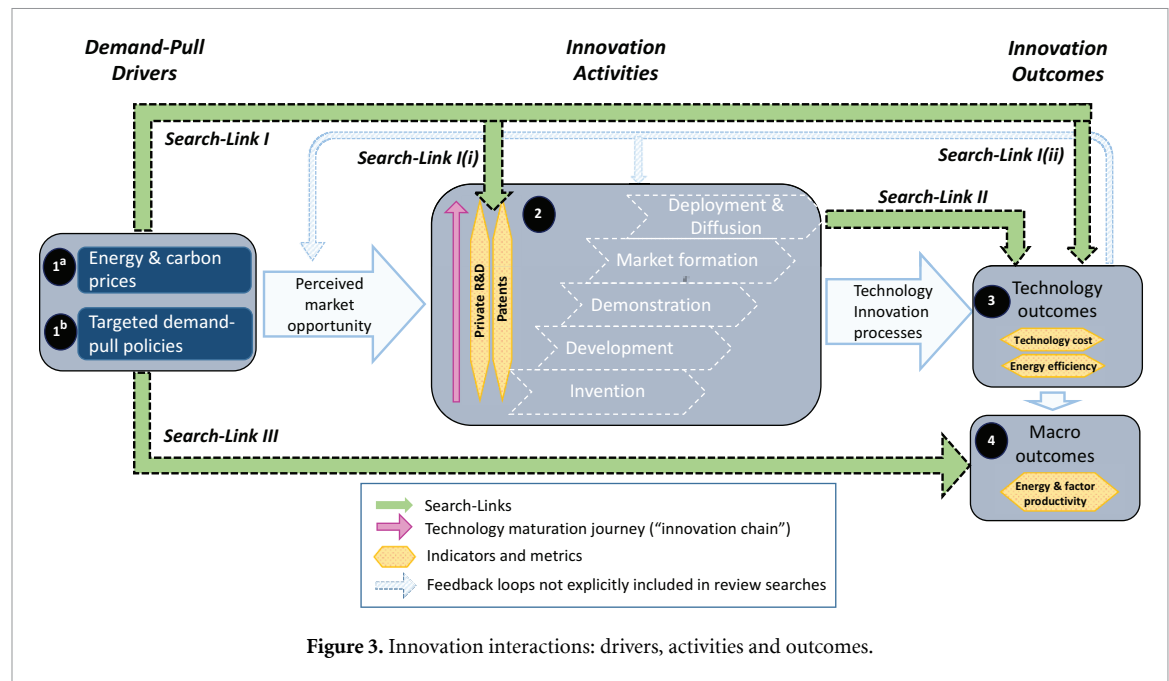 Demand-Pull
Drivers
Innovation
Activities
Innovation
Outcomes
Search-Link I
Search-Link I(i)
Search-Link I(ii)
Search-Link II
1a
Energy & carbon
prices
1b
Targeted demand-
pull policies
Perceived
market
opportunity
2
Private R&D
Patents
Deployment &
Diffusion
Market formation
Demonstration
Development
Invention
Technology
Innovation
processes
3
Technology
outcomes
Technology cost
Energy efficiency
4
Macro
outcomes
Energy & factor
productivity
Search-Link III
Search-Links
Technology maturation journey (“innovation chain”)
Indicators and metrics
Feedback loops not explicitly included in review searches
Figure 3. Innovation interactions: drivers, activities and outcomes.